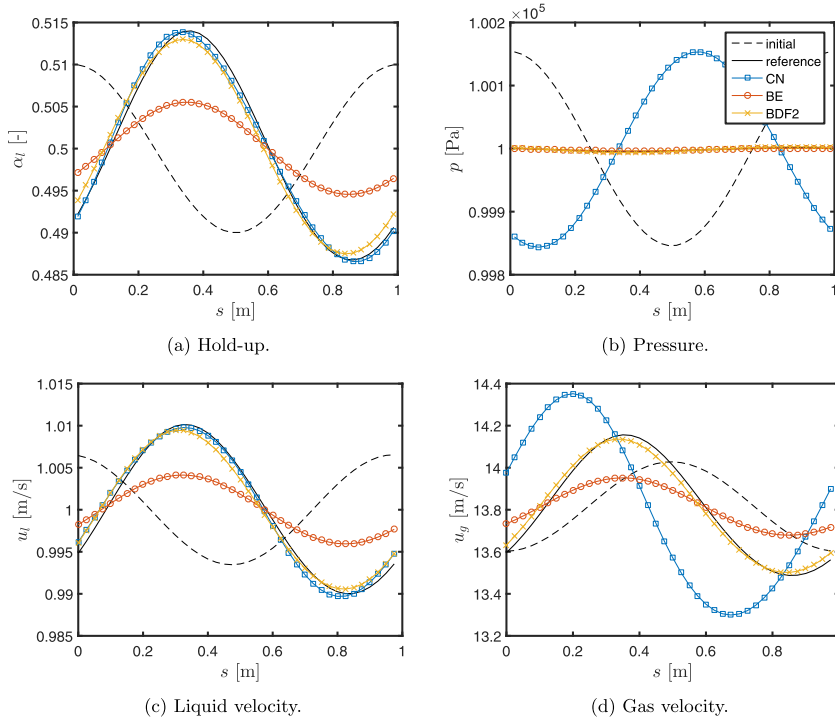 0.515
0.51
0.505
0.5
0.495
0.49
0.485
0 0.2 0.4 0.6 0.8 1
αl [-]
s [m]
(a) Hold-up.
×10⁵
1.002
1.001
1
0.999
0.998
0 0.2 0.4 0.6 0.8 1
p [Pa]
s [m]
initial
reference
CN
BE
BDF2
(b) Pressure.
1.015
1.01
1.005
1
0.995
0.99
0.985
0 0.2 0.4 0.6 0.8 1
ul [m/s]
s [m]
(c) Liquid velocity.
14.4
14.2
14
13.8
13.6
13.4
13.2
0 0.2 0.4 0.6 0.8 1
ug [m/s]
s [m]
(d) Gas velocity.